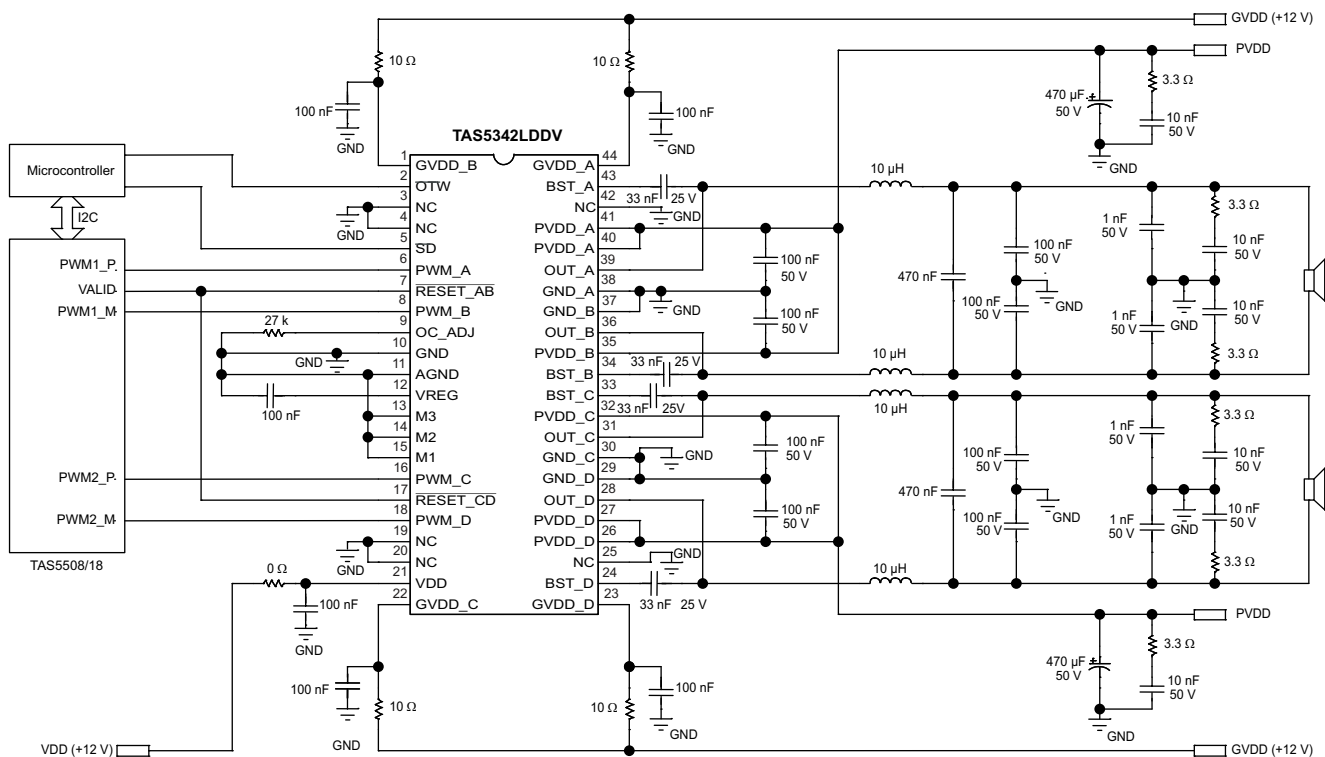 GVDD (+12 V)
PVDD
10 Ω
10 Ω
3.3 Ω
470 µF
50 V
10 nF
50 V
100 nF
GND
100 nF
GND
GND
TAS5342LDDV
Microcontroller
I2C
1
GVDD_B
2
OTW
3
NC
4
NC
5
SD
6
PWM_A
7
RESET_AB
8
PWM_B
9
OC_ADJ
10
GND
11
AGND
12
VREG
13
M3
14
M2
15
M1
16
PWM_C
17
RESET_CD
18
PWM_D
19
NC
20
NC
21
VDD
22
GVDD_C
44
GVDD_A
43
BST_A
42
NC
41
PVDD_A
40
PVDD_A
39
OUT_A
38
GND_A
37
GND_B
36
OUT_B
35
PVDD_B
34
BST_B
33
BST_C
32
PVDD_C
31
OUT_C
30
GND_C
29
GND_D
28
OUT_D
27
PVDD_D
26
PVDD_D
25
NC
24
BST_D
23
GVDD_D
GND
PWM1_P
VALID
PWM1_M
27 k
GND
100 nF
PWM2_P
PWM2_M
TAS5508/18
GND
0 Ω
100 nF
GND
33 nF 25 V
GND
100 nF
50 V
GND
100 nF
50 V
33 nF 25 V
33 nF 25V
GND
100 nF
50 V
100 nF
50 V
GND
33 nF 25 V
10 µH
470 nF
100 nF
50 V
GND
100 nF
50 V
1 nF
50 V
3.3 Ω
10 nF
50 V
GND
1 nF
50 V
10 nF
50 V
3.3 Ω
10 µH
10 µH
470 nF
100 nF
50 V
GND
100 nF
50 V
1 nF
50 V
3.3 Ω
10 nF
50 V
GND
1 nF
50 V
10 nF
50 V
3.3 Ω
10 µH
PVDD
3.3 Ω
470 µF
50 V
10 nF
50 V
GND
100 nF
10 Ω
GND
10 Ω
100 nF
GND
VDD (+12 V)
GVDD (+12 V)